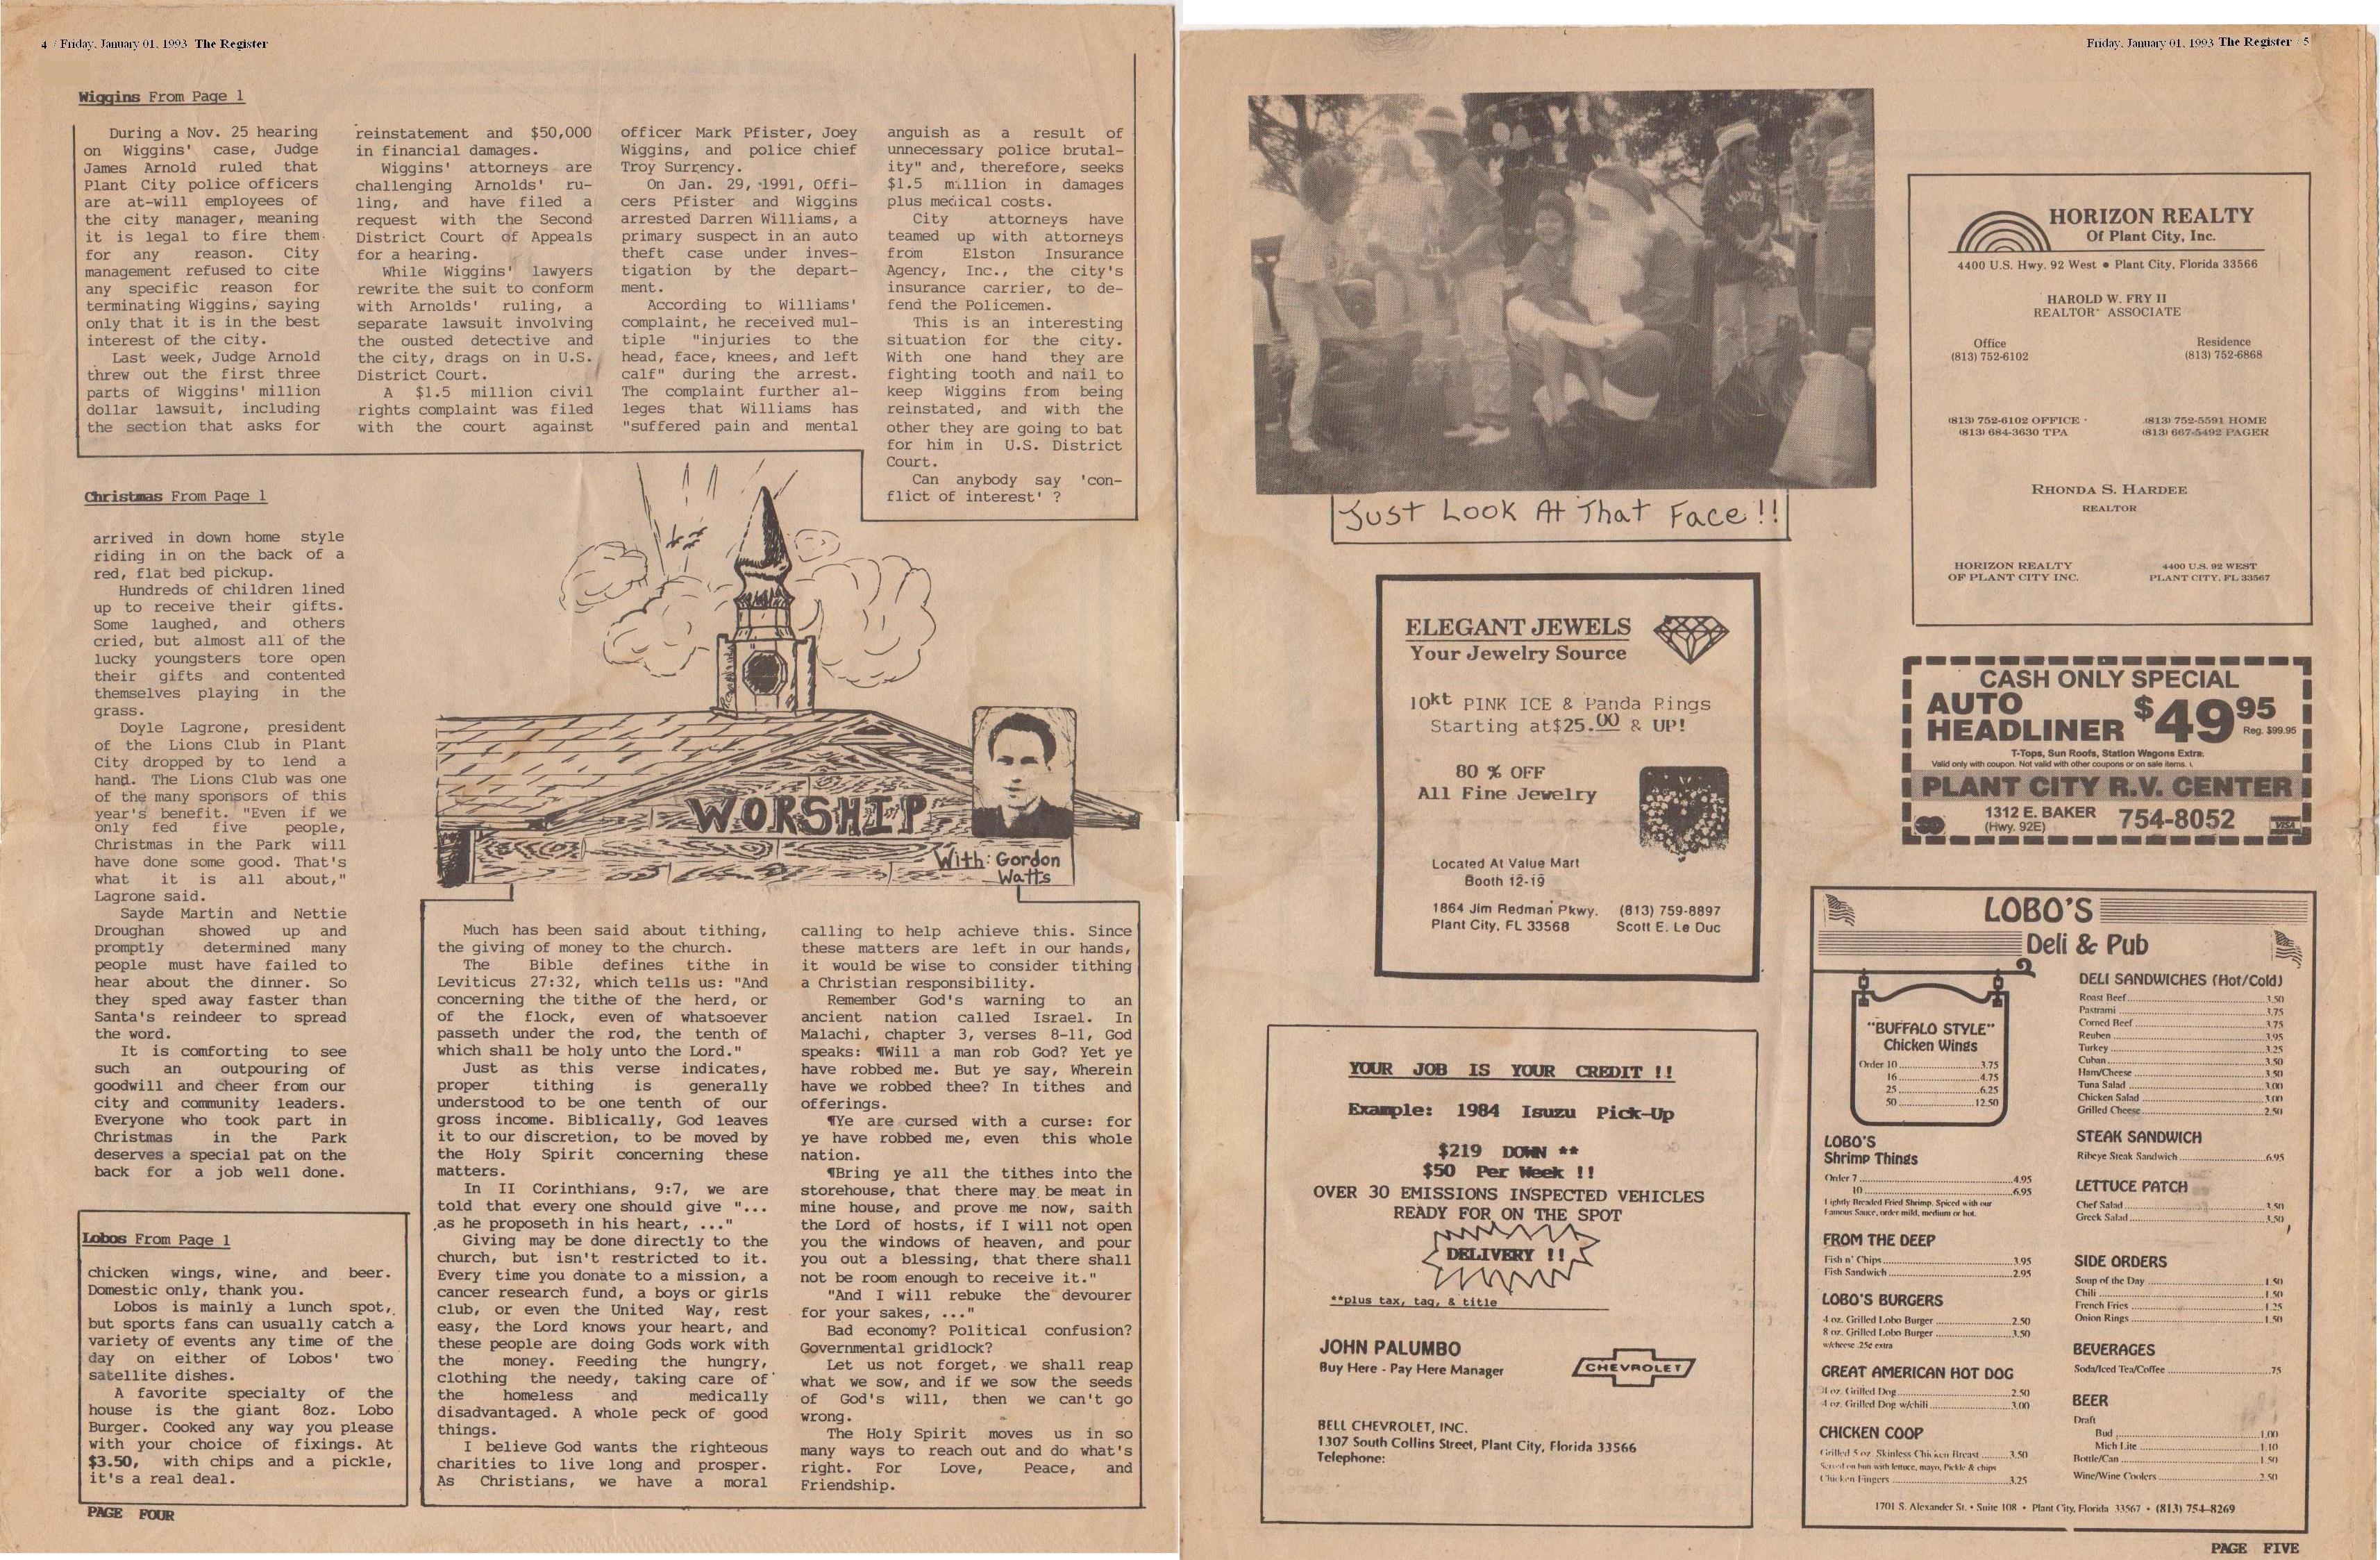 4 / Friday, January 01, 1993 The Register
Wiggins From Page 1
During a Nov. 25 hearing
on Wiggins' case, Judge
James Arnold ruled that
Plant City police officers
are at-will employees of
the city manager, meaning
it is legal to fire them
for any reason. City
management refused to cite
any specific reason for
terminating Wiggins, saying
only that it is in the best
interest of the city.
Last week, Judge Arnold
threw out the first three
parts of Wiggins' million
dollar lawsuit, including
the section that asks for
reinstatement and $50,000
in financial damages.
Wiggins' attorneys are
challenging Arnolds' ru-
ling, and have filed a
request with the Second
District Court of Appeals
for a hearing.
While Wiggins' lawyers
rewrite the suit to conform
with Arnolds' ruling, a
separate lawsuit involving
the ousted detective and
the city, drags on in U.S.
District Court.
A $1.5 million civil
rights complaint was filed
with the court against
officer Mark Pfister, Joey
Wiggins, and police chief
Troy Surrency.
On Jan. 29, 1991, Offi-
cers Pfister and Wiggins
arrested Darren Williams, a
primary suspect in an auto
theft case under inves-
tigation by the depart-
ment.
According to Williams'
complaint, he received mul-
tiple "injuries to the
head, face, knees, and left
calf" during the arrest.
The complaint further al-
leges that Williams has
"suffered pain and mental
anguish as a result of
unnecessary police brutal-
ity" and, therefore, seeks
$1.5 million in damages
plus medical costs.
City attorneys have
teamed up with attorneys
from Elston Insurance
Agency, Inc., the city's
insurance carrier, to de-
fend the Policemen.
This is an interesting
situation for the city.
With one hand they are
fighting tooth and nail to
keep Wiggins from being
reinstated, and with the
other they are going to bat
for him in U.S. District
Court.
Can anybody say 'con-
flict of interest' ?
Christmas From Page 1
arrived in down home style
riding in on the back of a
red, flat bed pickup.
Hundreds of children lined
up to receive their gifts.
Some laughed, and others
cried, but almost all of the
lucky youngsters tore open
their gifts and contented
themselves playing in the
grass.
Doyle Lagrone, president
of the Lions Club in Plant
City dropped by to lend a
hand. The Lions Club was one
of the many sponsors of this
year's benefit. "Even if we
only fed five people,
Christmas in the Park will
have done some good. That's
what it is all about,"
Lagrone said.
Sayde Martin and Nettie
Droughan showed up and
promptly determined many
people must have failed to
hear about the dinner. So
they sped away faster than
Santa's reindeer to spread
the word.
It is comforting to see
such an outpouring of
goodwill and cheer from our
city and community leaders.
Everyone who took part in
Christmas in the Park
deserves a special pat on the
back for a job well done.
Lobos From Page 1
chicken wings, wine, and beer.
Domestic only, thank you.
Lobos is mainly a lunch spot,
but sports fans can usually catch a
variety of events any time of the
day on either of Lobos' two
satellite dishes.
A favorite specialty of the
house is the giant 8oz. Lobo
Burger. Cooked any way you please
with your choice of fixings. At
$3.50, with chips and a pickle,
it's a real deal.
PAGE FOUR
WORSHIP
With: Gordon
Watts
Much has been said about tithing,
the giving of money to the church.
The Bible defines tithe in
Leviticus 27:32, which tells us: "And
concerning the tithe of the herd, or
of the flock, even of whatsoever
passeth under the rod, the tenth of
which shall be holy unto the Lord."
Just as this verse indicates,
proper tithing is generally
understood to be one tenth of our
gross income. Biblically, God leaves
it to our discretion, to be moved by
the Holy Spirit concerning these
matters.
In II Corinthians, 9:7, we are
told that every one should give "...
as he proposeth in his heart, ..."
Giving may be done directly to the
church, but isn't restricted to it.
Every time you donate to a mission, a
cancer research fund, a boys or girls
club, or even the United Way, rest
easy, the Lord knows your heart, and
these people are doing Gods work with
the money. Feeding the hungry,
clothing the needy, taking care of
the homeless and medically
disadvantaged. A whole peck of good
things.
I believe God wants the righteous
charities to live long and prosper.
As Christians, we have a moral
calling to help achieve this. Since
these matters are left in our hands,
it would be wise to consider tithing
a Christian responsibility.
Remember God's warning to an
ancient nation called Israel. In
Malachi, chapter 3, verses 8-11, God
speaks: ¶Will a man rob God? Yet ye
have robbed me. But ye say, Wherein
have we robbed thee? In tithes and
offerings.
¶Ye are cursed with a curse: for
ye have robbed me, even this whole
nation.
¶Bring ye all the tithes into the
storehouse, that there may be meat in
mine house, and prove me now, saith
the Lord of hosts, if I will not open
you the windows of heaven, and pour
you out a blessing, that there shall
not be room enough to receive it."
"And I will rebuke the devourer
for your sakes, ..."
Bad economy? Political confusion?
Governmental gridlock?
Let us not forget, we shall reap
what we sow, and if we sow the seeds
of God's will, then we can't go
wrong.
The Holy Spirit moves us in so
many ways to reach out and do what's
right. For Love, Peace, and
Friendship.
Friday, January 01, 1993 The Register / 5
Just Look At That Face!!
HORIZON REALTY
Of Plant City, Inc.
4400 U.S. Hwy. 92 West • Plant City, Florida 33566
HAROLD W. FRY II
REALTOR ASSOCIATE
Office
(813) 752-6102
Residence
(813) 752-6868
(813) 752-6102 OFFICE
(813) 684-3630 TPA
(813) 752-5591 HOME
(813) 667-5492 PAGER
RHONDA S. HARDEE
REALTOR
HORIZON REALTY
OF PLANT CITY INC.
4400 U.S. 92 WEST
PLANT CITY, FL 33567
ELEGANT JEWELS
Your Jewelry Source
10kt PINK ICE & Panda Rings
Starting at $25.00 & UP!
80 % OFF
All Fine Jewelry
Located At Value Mart
Booth 12-19
1864 Jim Redman Pkwy.
Plant City, FL 33568
(813) 759-8897
Scott E. Le Duc
CASH ONLY SPECIAL
AUTO
HEADLINER
$49 95
Reg. $99.95
T-Tops, Sun Roofs, Station Wagons Extra.
Valid only with coupon. Not valid with other coupons or on sale items.
PLANT CITY R.V. CENTER
1312 E. BAKER
(Hwy. 92E)
754-8052
VISA
YOUR JOB IS YOUR CREDIT !!
Example: 1984 Isuzu Pick-Up
$219 DOWN **
$50 Per Week !!
OVER 30 EMISSIONS INSPECTED VEHICLES
READY FOR ON THE SPOT
DELIVERY !!
**plus tax, tag, & title
JOHN PALUMBO
Buy Here - Pay Here Manager
CHEVROLET
BELL CHEVROLET, INC.
1307 South Collins Street, Plant City, Florida 33566
Telephone:
LOBO'S
Deli & Pub
"BUFFALO STYLE"
Chicken Wings
Order 10 3.75
16 4.75
25 6.25
50 12.50
LOBO'S
Shrimp Things
Order 7 4.95
10 6.95
Lightly Breaded Fried Shrimp. Spiced with our
Famous Sauce, order mild, medium or hot.
FROM THE DEEP
Fish n' Chips 3.95
Fish Sandwich 2.95
LOBO'S BURGERS
4 oz. Grilled Lobo Burger 2.50
8 oz. Grilled Lobo Burger 3.50
w/cheese .25¢ extra
GREAT AMERICAN HOT DOG
4 oz. Grilled Dog 2.50
4 oz. Grilled Dog w/chili 3.00
CHICKEN COOP
Grilled 5 oz. Skinless Chicken Breast 3.50
Served on bun with lettuce, mayo, Pickle & chips
Chicken Fingers 3.25
DELI SANDWICHES (Hot/Cold)
Roast Beef 3.50
Pastrami 3.75
Corned Beef 3.75
Reuben 3.95
Turkey 3.25
Cuban 3.50
Ham/Cheese 3.50
Tuna Salad 3.00
Chicken Salad 3.00
Grilled Cheese 2.50
STEAK SANDWICH
Ribeye Steak Sandwich 6.95
LETTUCE PATCH
Chef Salad 3.50
Greek Salad 3.50
SIDE ORDERS
Soup of the Day 1.50
Chili 1.50
French Fries 1.25
Onion Rings 1.50
BEVERAGES
Soda/Iced Tea/Coffee .75
BEER
Draft
Bud 1.00
Mich Lite 1.10
Bottle/Can 1.50
Wine/Wine Coolers 2.50
1701 S. Alexander St. • Suite 108 • Plant City, Florida 33567 • (813) 754-8269
PAGE FIVE